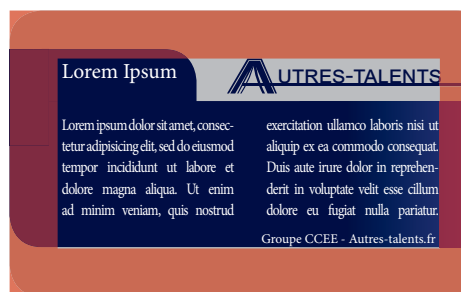 Lorem Ipsum
AUTRES-TALENTS
Lorem ipsum dolor sit amet, consec-
tetur adipisicing elit, sed do eiusmod
tempor incididunt ut labore et
dolore magna aliqua. Ut enim
ad minim veniam, quis nostrud
exercitation ullamco laboris nisi ut
aliquip ex ea commodo consequat.
Duis aute irure dolor in reprehen-
derit in voluptate velit esse cillum
dolore eu fugiat nulla pariatur.
Groupe CCEE - Autres-talents.fr